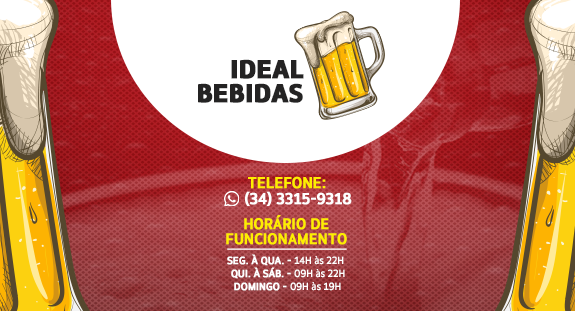 IDEAL
BEBIDAS
TELEFONE:
(34) 3315-9318
HORÁRIO DE
FUNCIONAMENTO
SEG. À QUA. - 14H às 22H
QUI. À SÁB. - 09H às 22H
DOMINGO - 09H às 19H